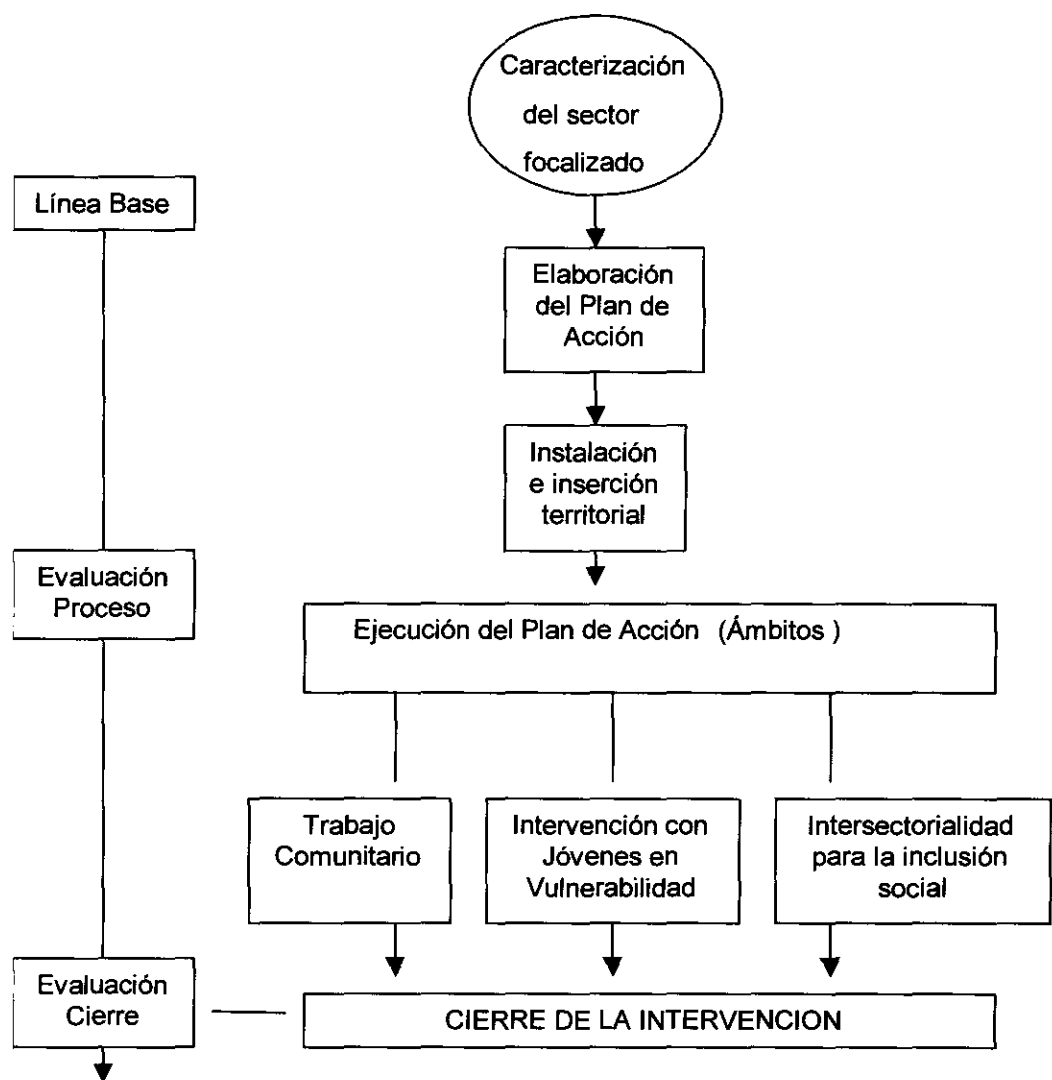 Caracterización
del sector
focalizado
Línea Base
Elaboración
del Plan de
Acción
Instalación
e inserción
territorial
Evaluación
Proceso
Ejecución del Plan de Acción (Ámbitos )
Trabajo
Comunitario
Intervención con
Jóvenes en
Vulnerabilidad
Intersectorialidad
para la inclusión
social
Evaluación
Cierre
CIERRE DE LA INTERVENCION